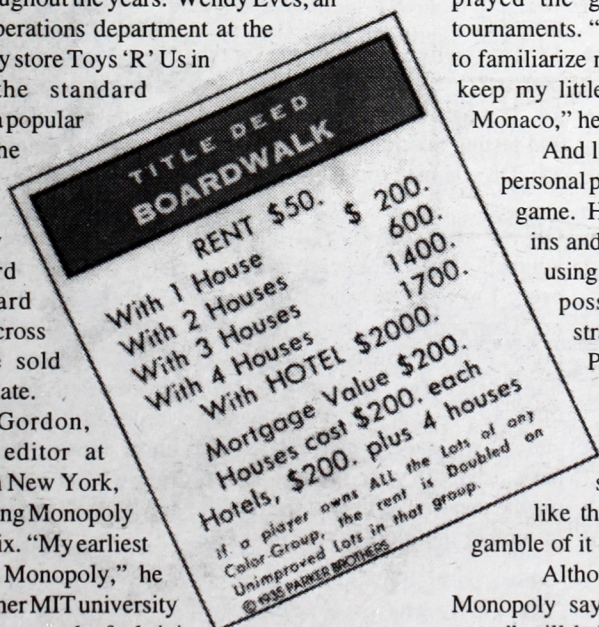 ughout the years. Wendy Eves, an
perations department at the
y store Toys 'R' Us in
the standard
popular
he
rd
ard
cross
sold
ate.
Gordon,
editor at
New York,
ng Monopoly
ix. "My earliest
Monopoly," he
ner MIT university
TITLE DEED
BOARDWALK
RENT $50.
With 1 House $ 200.
With 2 Houses 600.
With 3 Houses 1400.
With 4 Houses 1700.
With HOTEL $2000.
Mortgage Value $200.
Houses cost $200. each
Hotels, $200. plus 4 houses
If a player owns ALL the Lots of any
Color-Group, the rent is Doubled on
Unimproved Lots in that group.
© 1935 PARKER BROTHERS
played the g
tournaments. "
to familiarize
keep my little
Monaco," he
And l
personal p
game. H
ins and
using
poss
stra
P
s
like th
gamble of it
Altho
Monopoly say